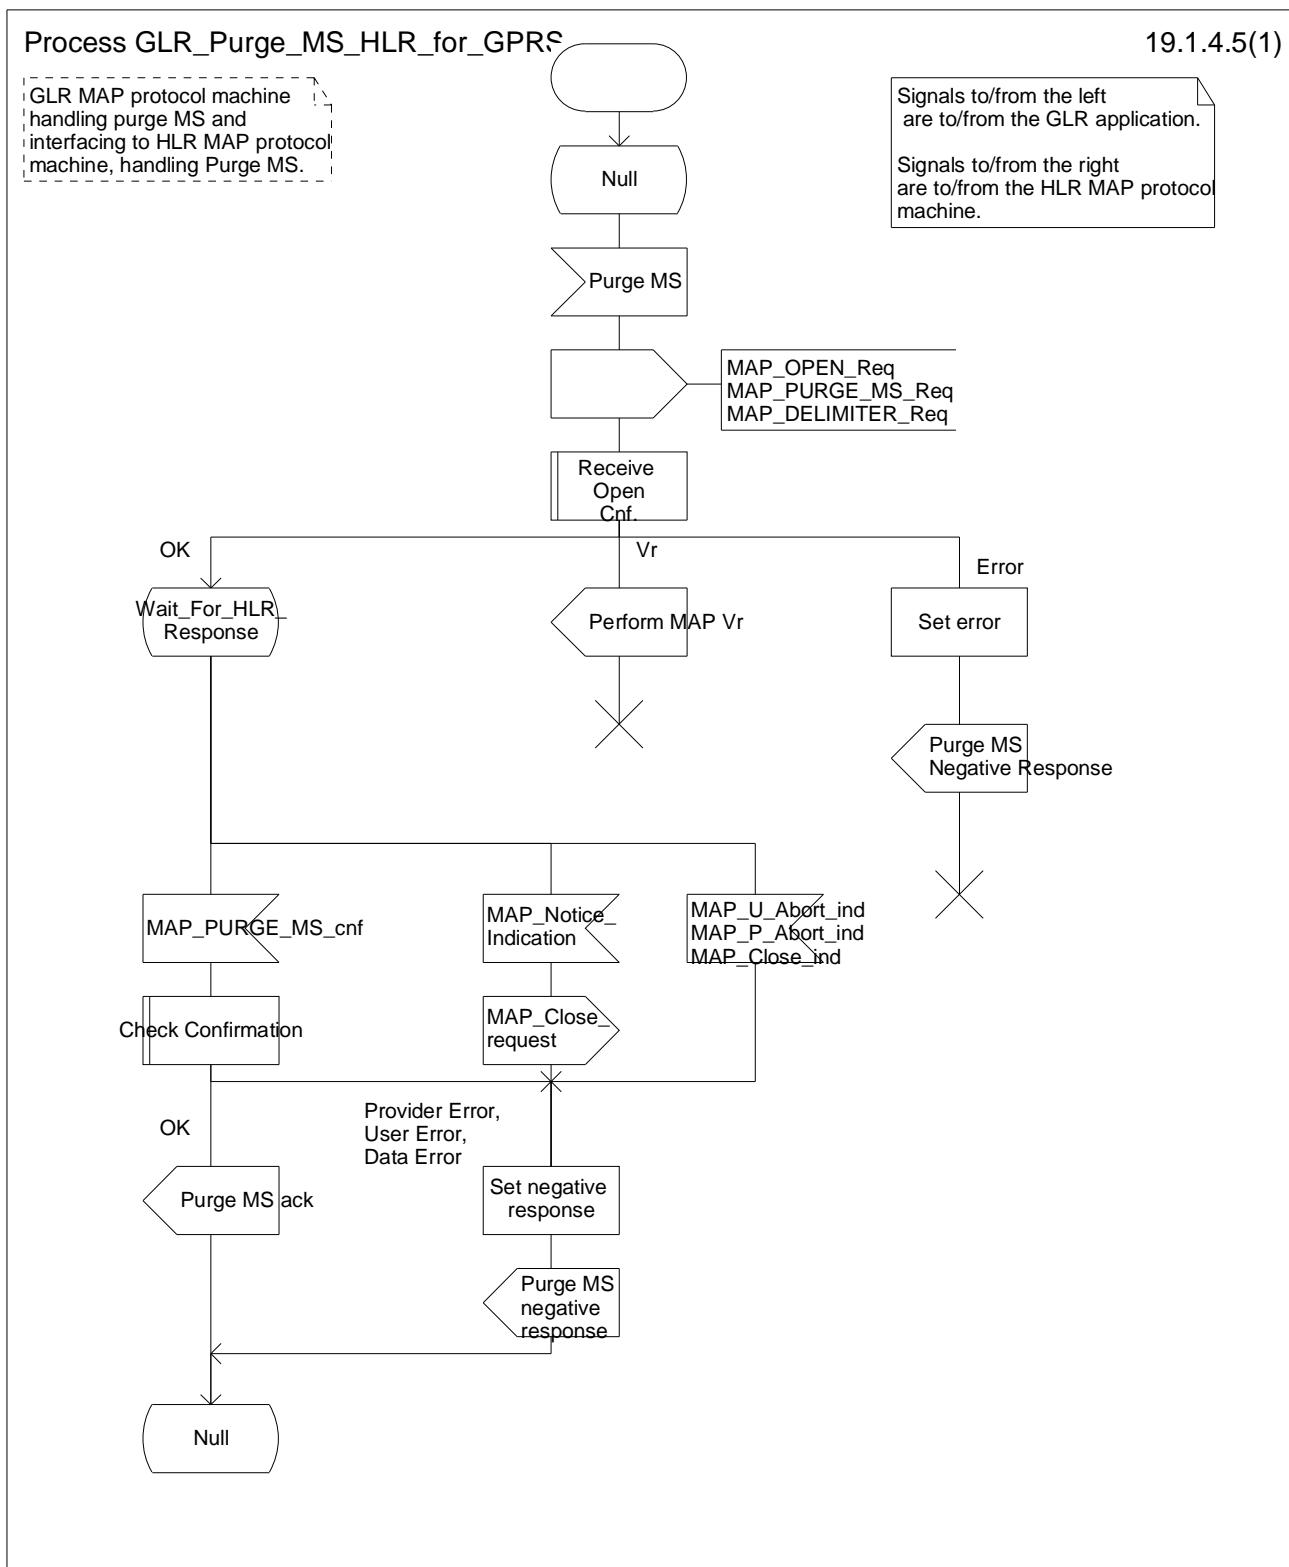 Process GLR_Purge_MS_HLR_for_GPRS
19.1.4.5(1)
GLR MAP protocol machine
handling purge MS and
interfacing to HLR MAP protocol
machine, handling Purge MS.
Signals to/from the left
are to/from the GLR application.
Signals to/from the right
are to/from the HLR MAP protocol
machine.
Null
Purge MS
MAP_OPEN_Req
MAP_PURGE_MS_Req
MAP_DELIMITER_Req
Receive
Open
Cnf.
OK
Vr
Error
Wait_For_HLR_
Response
Perform MAP Vr
Set error
Purge MS
Negative Response
MAP_PURGE_MS_cnf
MAP_Notice_
Indication
MAP_U_Abort_ind
MAP_P_Abort_ind
MAP_Close_ind
Check Confirmation
MAP_Close_
request
OK
Provider Error,
User Error,
Data Error
Purge MS ack
Set negative
response
Purge MS
negative
response
Null